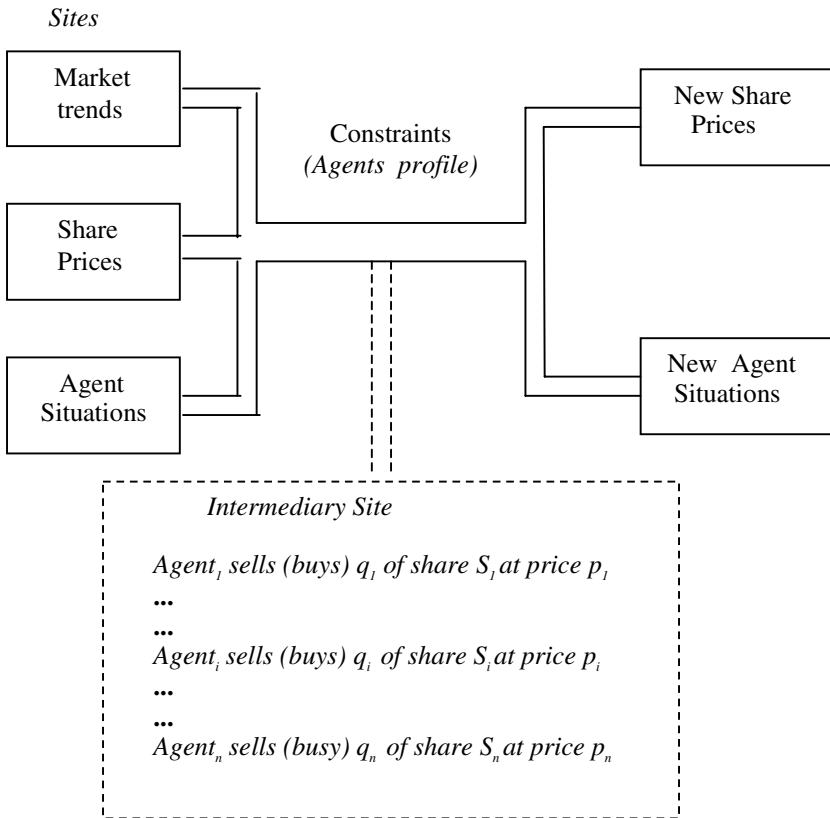 Sites
Market
trends
Share
Prices
Agent
Situations
Constraints
(Agents profile)
New Share
Prices
New Agent
Situations
Intermediary Site
Agent₁ sells (buys) q₁ of share S₁ at price p₁
...
...
Agentᵢ sells (buys) qᵢ of share Sᵢ at price pᵢ
...
...
Agentₙ sells (busy) qₙ of share Sₙ at price pₙ